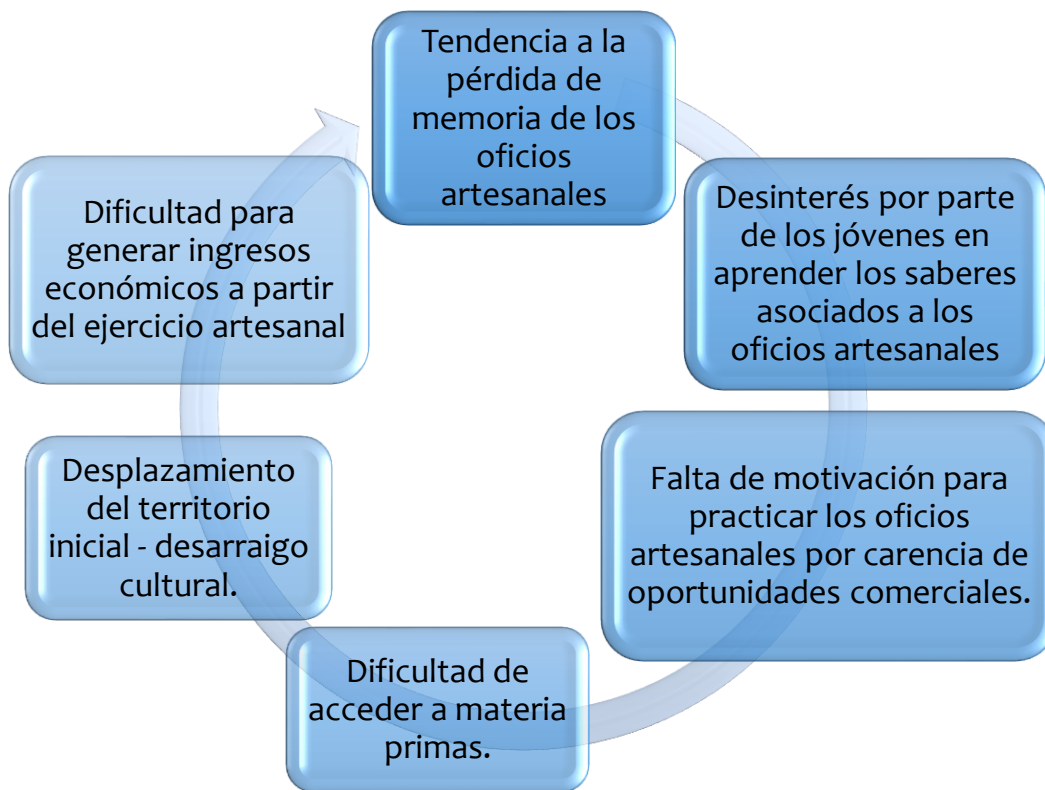 Tendencia a la
pérdida de
memoria de los
oficios
artesanales
Desinterés por parte
de los jóvenes en
aprender los saberes
asociados a los
oficios artesanales
Falta de motivación para
practicar los oficios
artesanales por carencia de
oportunidades comerciales.
Dificultad de
acceder a materia
primas.
Desplazamiento
del territorio
inicial - desarraigo
cultural.
Dificultad para
generar ingresos
económicos a partir
del ejercicio artesanal